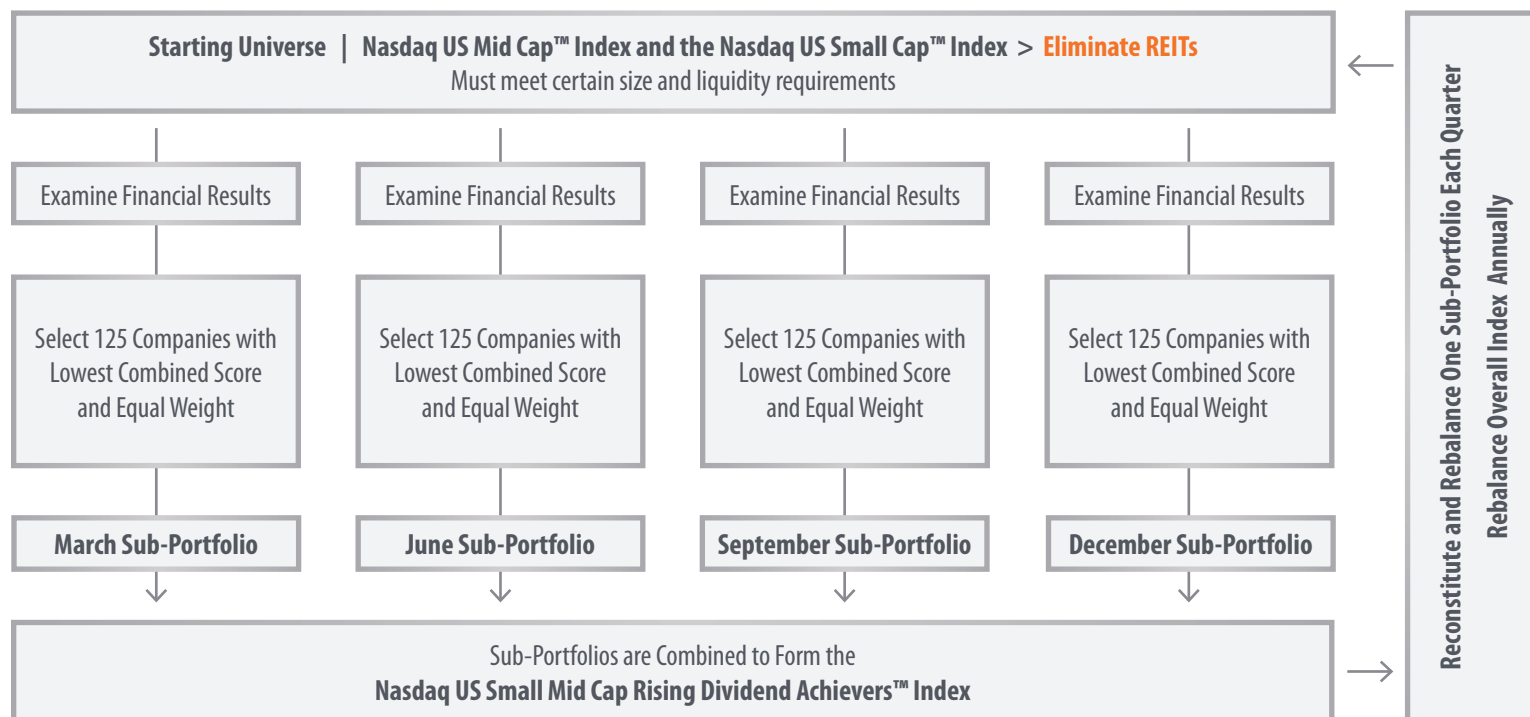 Starting Universe | Nasdaq US Mid Cap™ Index and the Nasdaq US Small Cap™ Index > Eliminate REITs
Must meet certain size and liquidity requirements
Examine Financial Results
Select 125 Companies with
Lowest Combined Score
and Equal Weight
March Sub-Portfolio
Examine Financial Results
Select 125 Companies with
Lowest Combined Score
and Equal Weight
June Sub-Portfolio
Examine Financial Results
Select 125 Companies with
Lowest Combined Score
and Equal Weight
September Sub-Portfolio
Examine Financial Results
Select 125 Companies with
Lowest Combined Score
and Equal Weight
December Sub-Portfolio
Sub-Portfolios are Combined to Form the
Nasdaq US Small Mid Cap Rising Dividend Achievers™ Index
Reconstitute and Rebalance One Sub-Portfolio Each Quarter
Rebalance Overall Index Annually